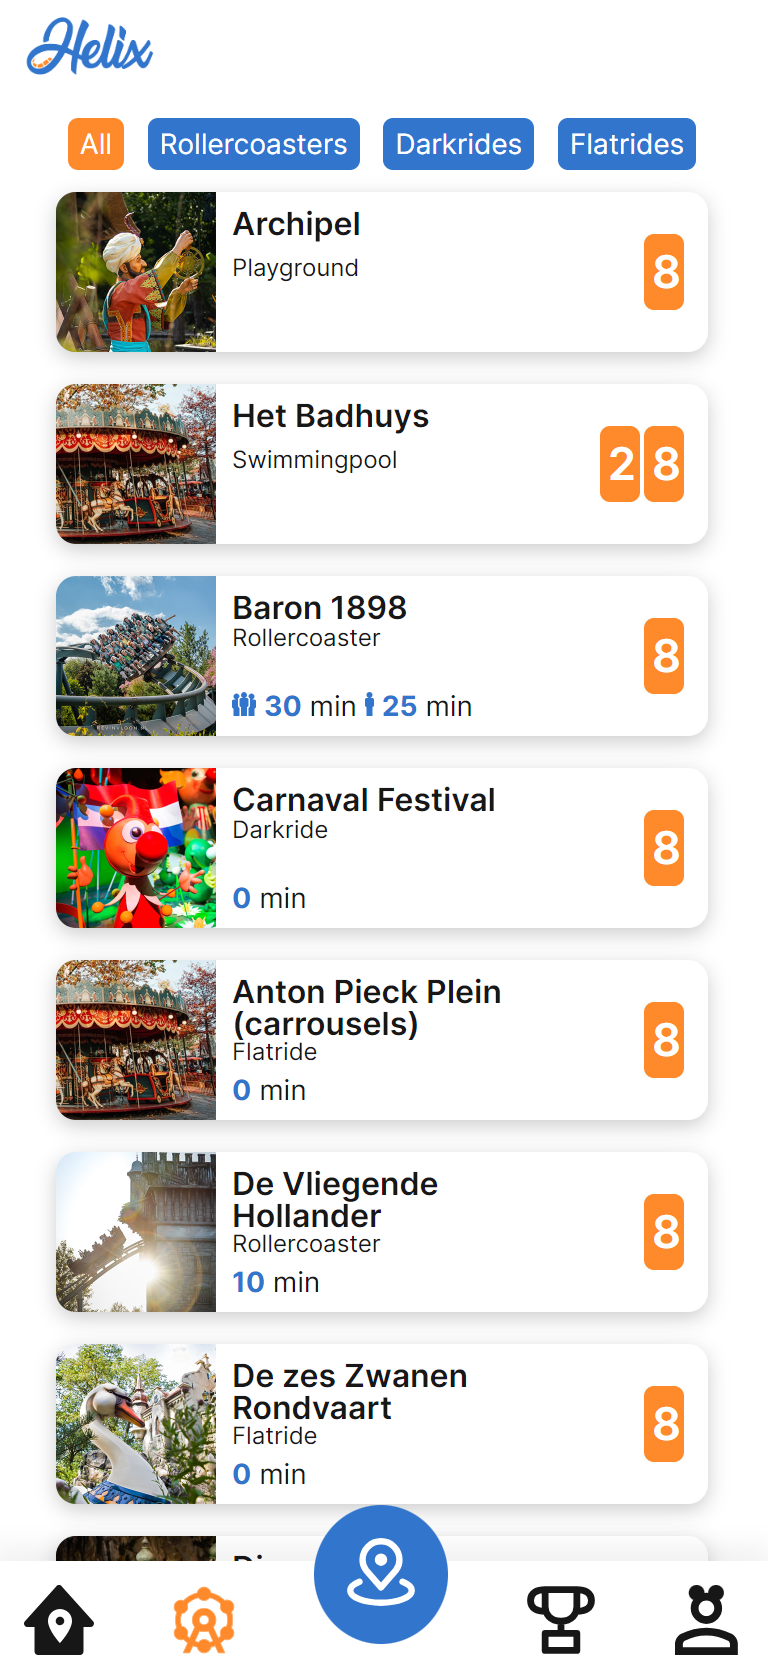 Helix
All Rollercoasters Darkrides Flatrides
Archipel
Playground
8
Het Badhuys
Swimmingpool
28
Baron 1898
Rollercoaster
30 min 25 min
8
Carnaval Festival
Darkride
0 min
8
Anton Pieck Plein
(carrousels)
Flatride
0 min
8
De Vliegende
Hollander
Rollercoaster
10 min
8
De zes Zwanen
Rondvaart
Flatride
0 min
8